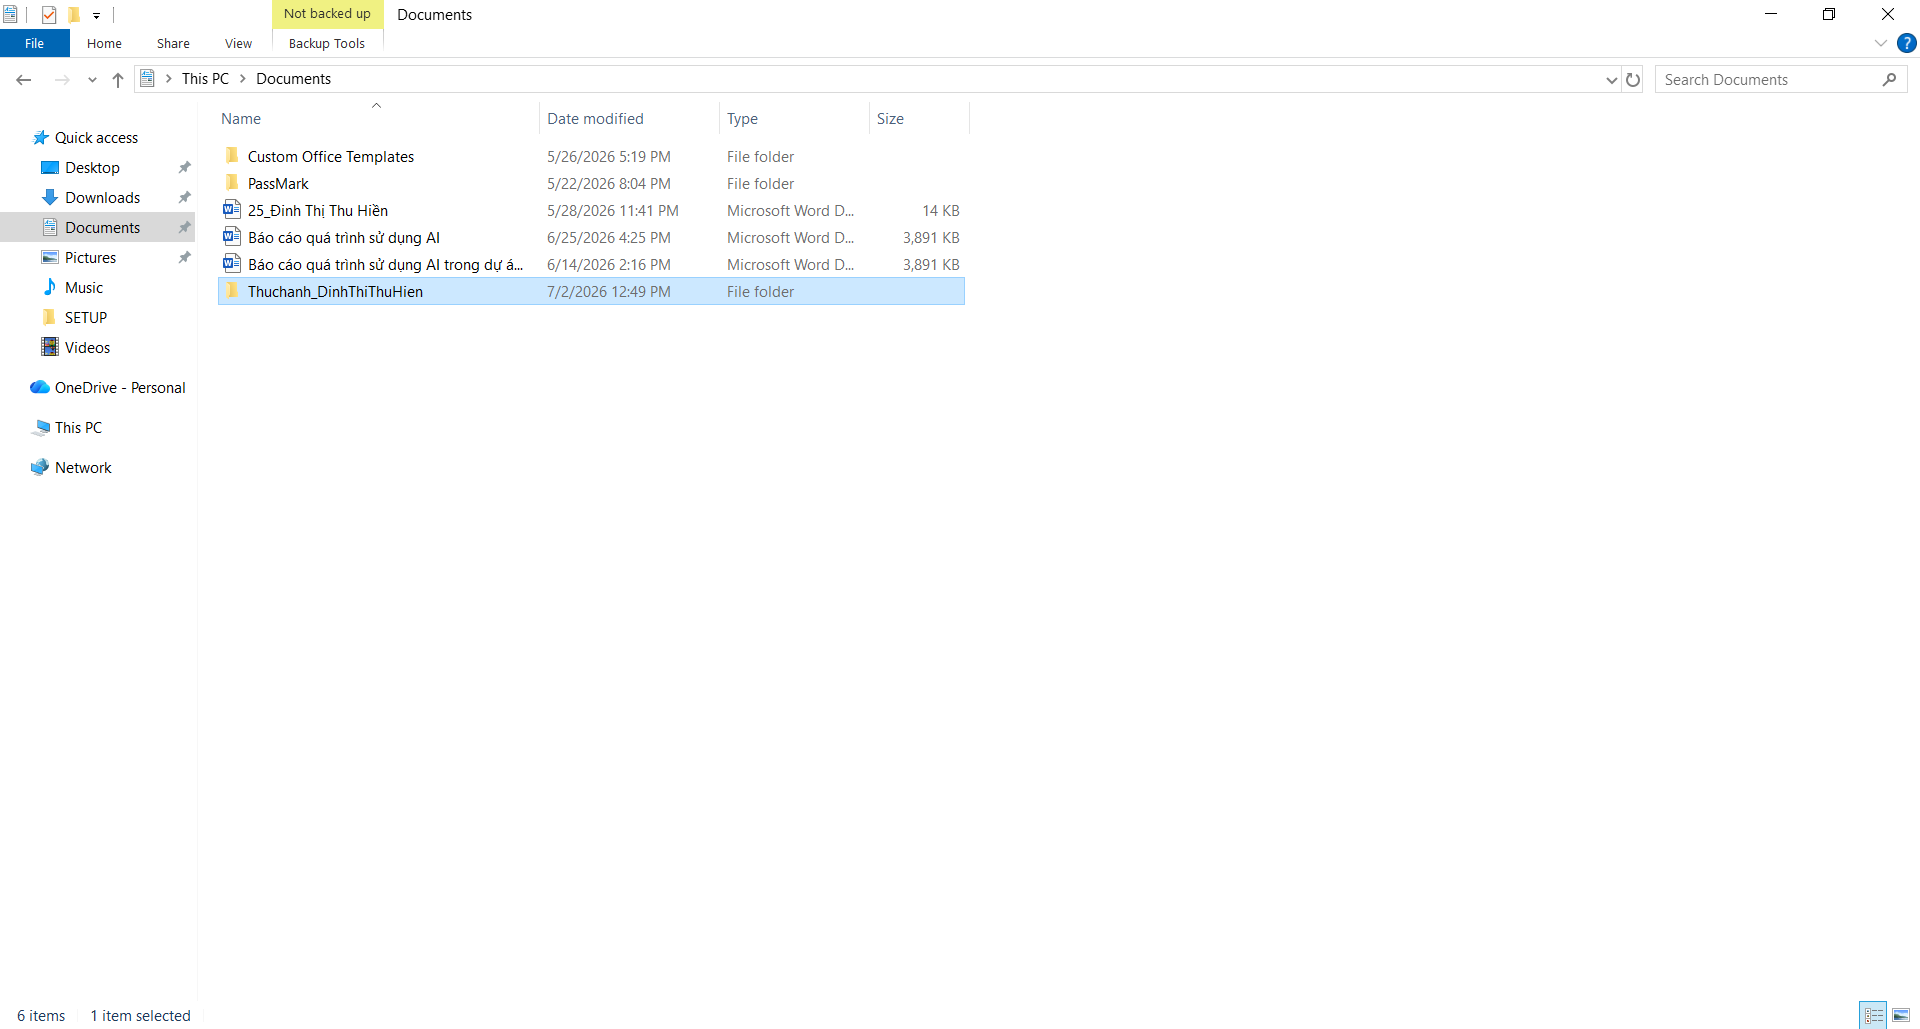 Not backed up
Documents
File
Home
Share
View
Backup Tools
This PC
Documents
Search Documents
Name
Date modified
Type
Size
Quick access
Desktop
Downloads
Documents
Pictures
Music
SETUP
Videos
OneDrive - Personal
This PC
Network
Custom Office Templates 5/26/2026 5:19 PM File folder
PassMark 5/22/2026 8:04 PM File folder
25_Đinh Thị Thu Hiền 5/28/2026 11:41 PM Microsoft Word D... 14 KB
Báo cáo quá trình sử dụng AI 6/25/2026 4:25 PM Microsoft Word D... 3,891 KB
Báo cáo quá trình sử dụng AI trong dự á... 6/14/2026 2:16 PM Microsoft Word D... 3,891 KB
Thuchanh_DinhThiThuHien 7/2/2026 12:49 PM File folder
6 items
1 item selected